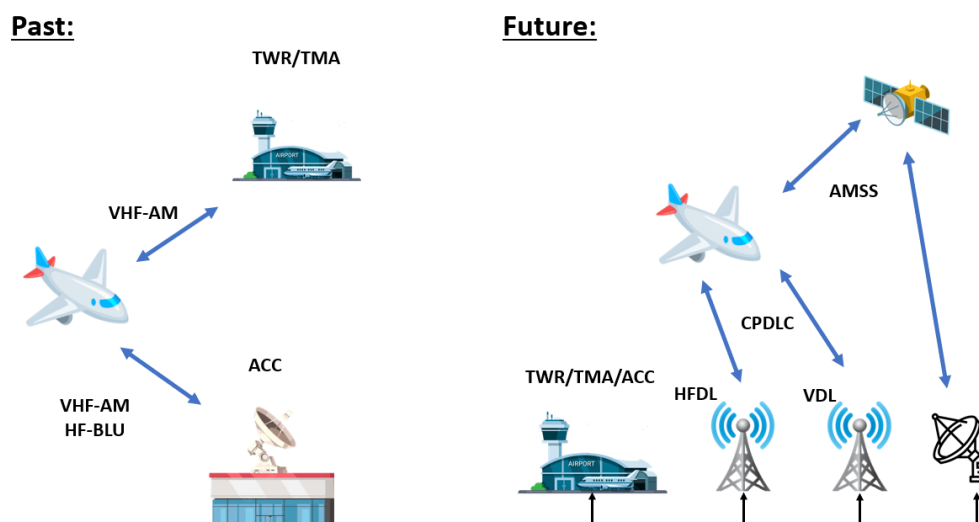 Past:
TWR/TMA
AIRPORT
VHF-AM
ACC
VHF-AM
HF-BLU
Future:
AMSS
CPDLC
TWR/TMA/ACC
HFDL
VDL
AIRPORT